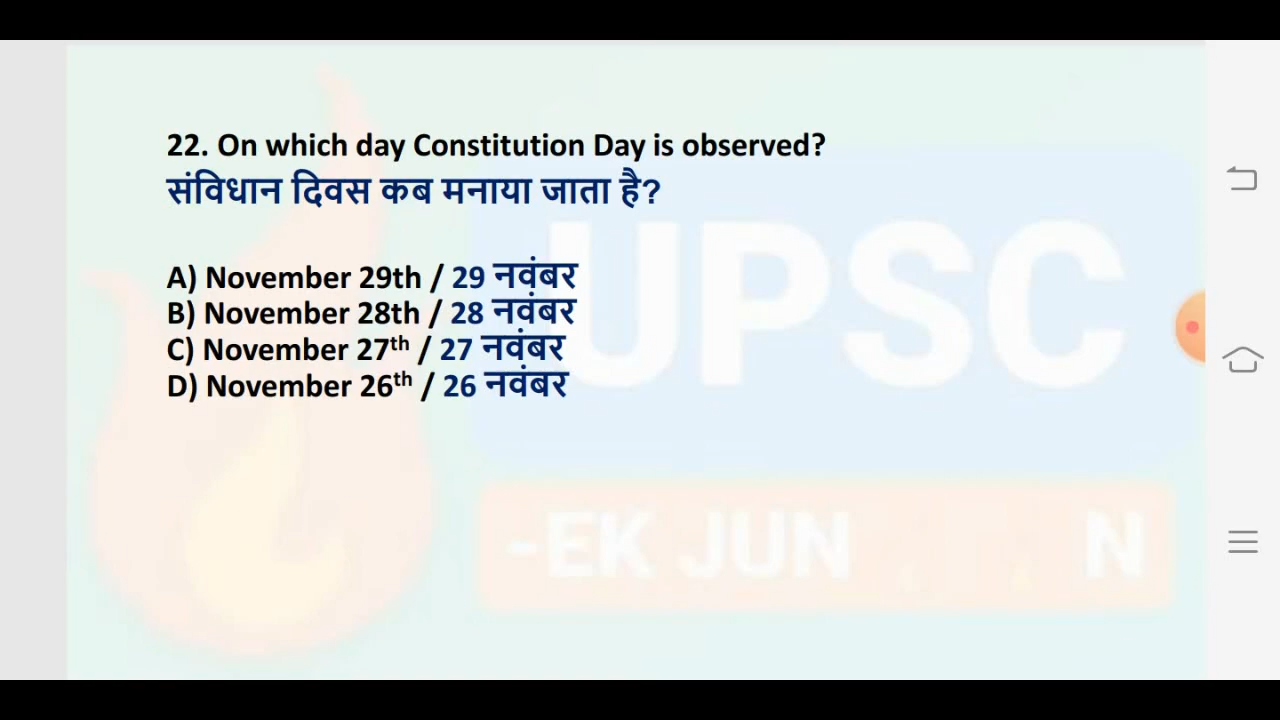 22. On which day Constitution Day is observed?
संविधान दिवस कब मनाया जाता है?
A) November 29th / 29 नवंबर
B) November 28th / 28 नवंबर
C) November 27th / 27 नवंबर
D) November 26th / 26 नवंबर
UPSC
-EK JUN N